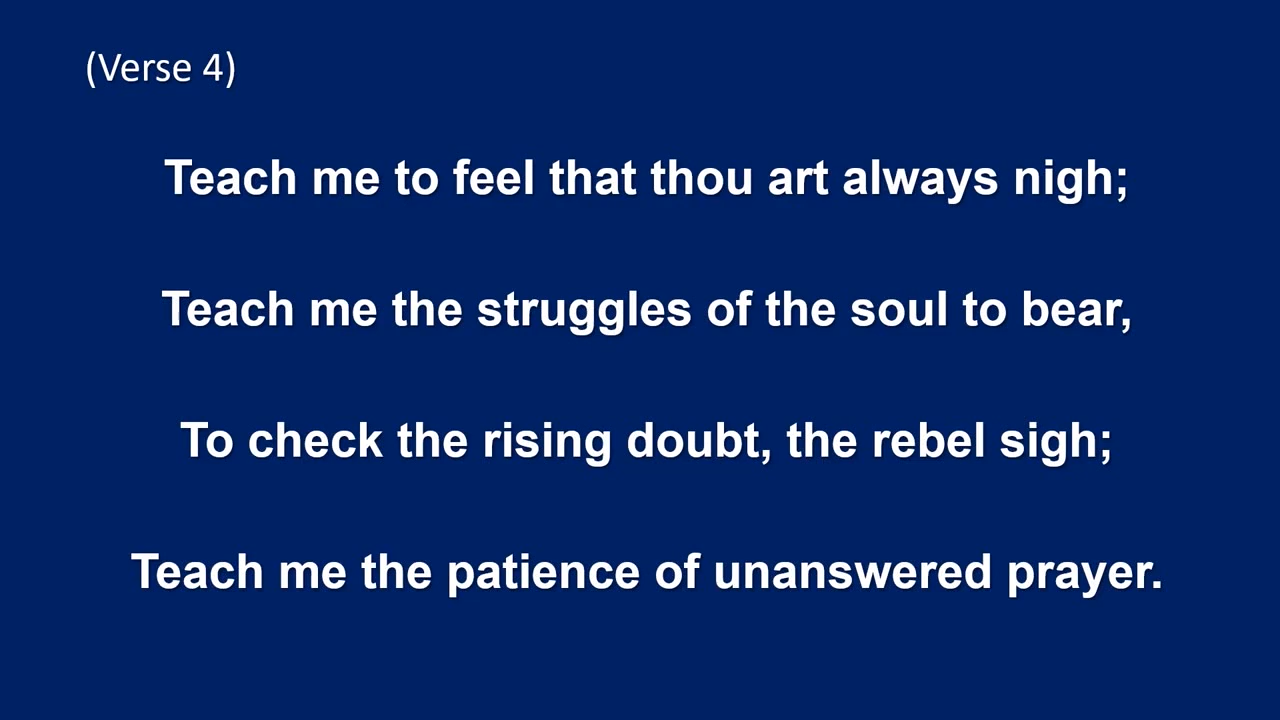 (Verse 4)
Teach me to feel that thou art always nigh;
Teach me the struggles of the soul to bear,
To check the rising doubt, the rebel sigh;
Teach me the patience of unanswered prayer.